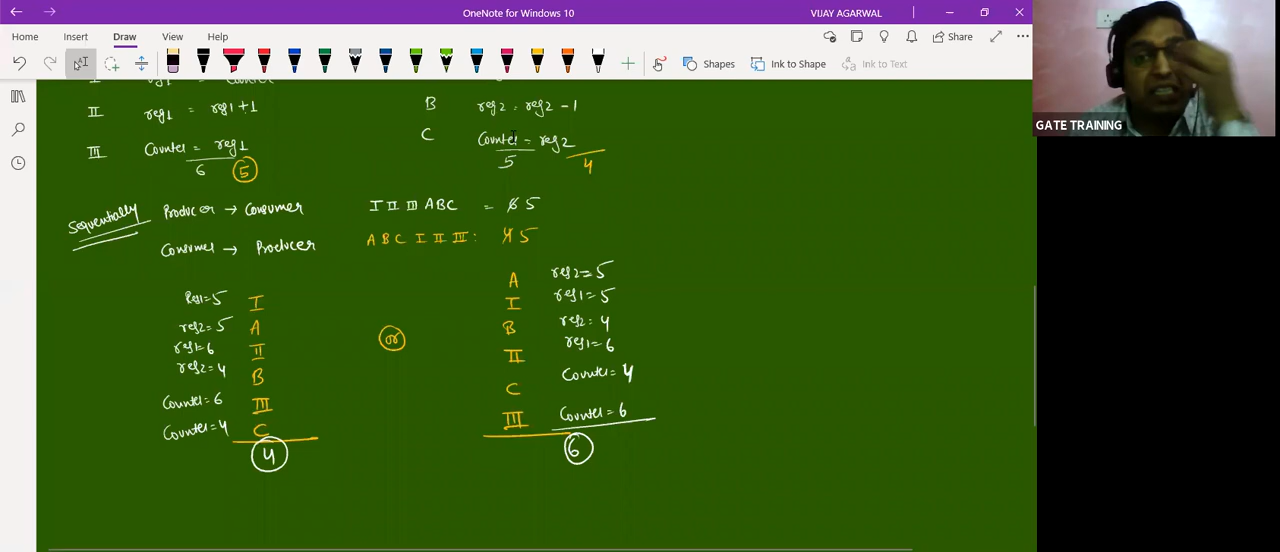 OneNote for Windows 10
VIJAY AGARWAL
Home Insert Draw View Help
Share
Shapes Ink to Shape Ink to Text
GATE TRAINING
II reg1 = reg1+1
III Counter = reg1
6 5
B reg2 = reg2 - 1
C Counter = reg2
5 4
Sequentially Producer → Consumer I II III A B C = 6 5
Consumer → Producer A B C I II III : 4 5
Reg1=5 I
reg2=5 A
reg1=6 II
reg2=4 B
Counter=6 III
Counter=4 C
4
or
A reg2=5
I reg1=5
B reg2=4
II reg1=6
C Counter=4
III Counter=6
6